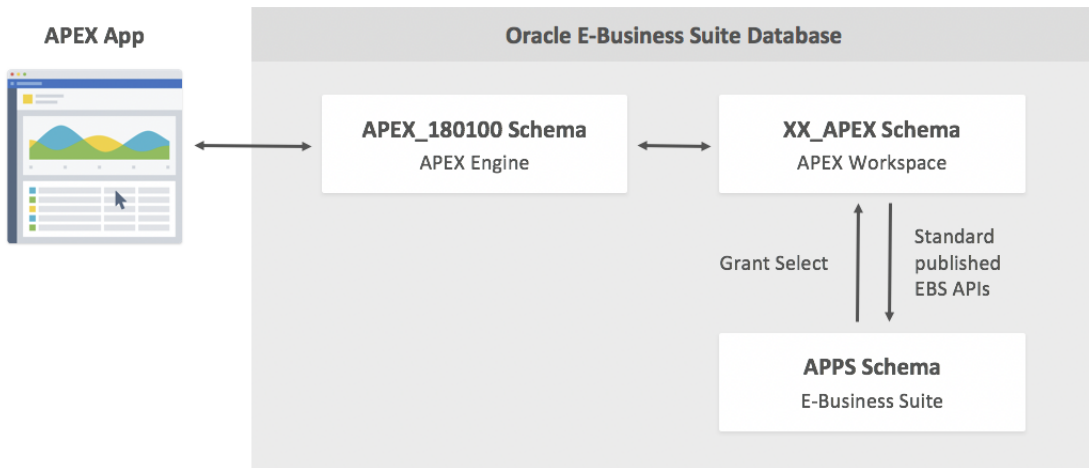 APEX App
Oracle E-Business Suite Database
APEX_180100 Schema
APEX Engine
XX_APEX Schema
APEX Workspace
Grant Select
Standard
published
EBS APIs
APPS Schema
E-Business Suite